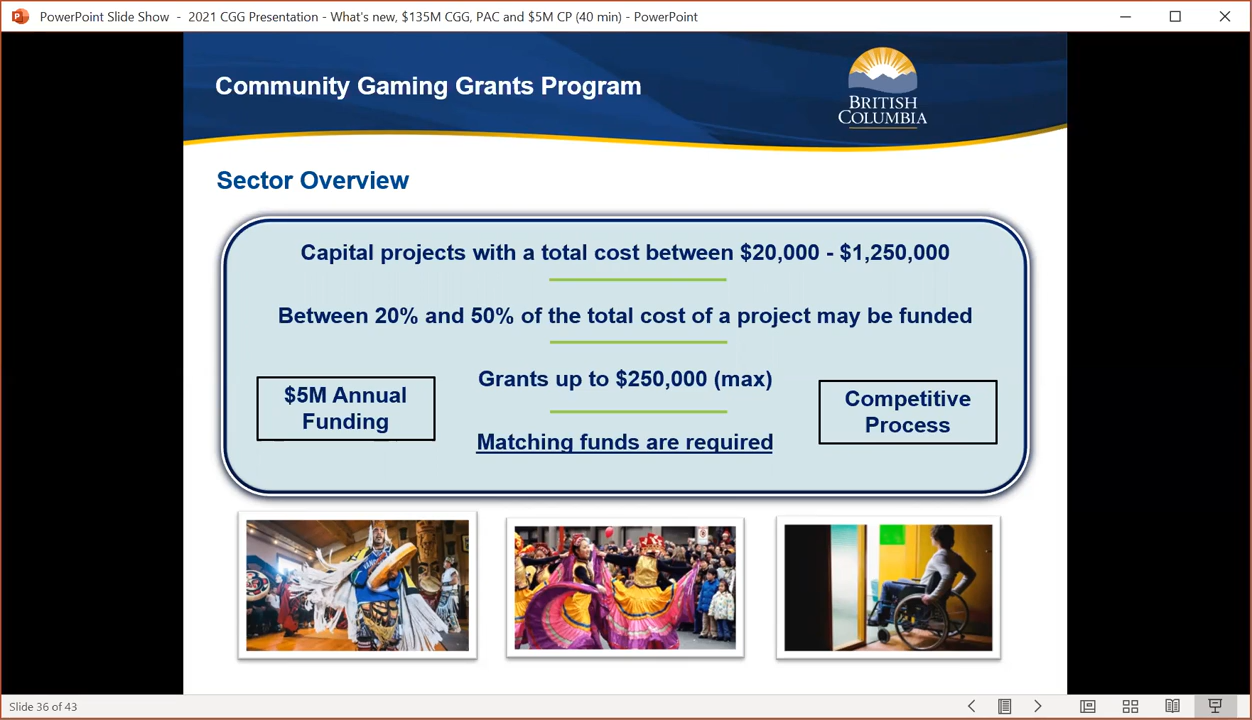 PowerPoint Slide Show - 2021 CGG Presentation - What's new, $135M CGG, PAC and $5M CP (40 min) - PowerPoint
Community Gaming Grants Program
BRITISH
COLUMBIA
Sector Overview
Capital projects with a total cost between $20,000 - $1,250,000
Between 20% and 50% of the total cost of a project may be funded
Grants up to $250,000 (max)
$5M Annual
Funding
Competitive
Process
Matching funds are required
Slide 36 of 43